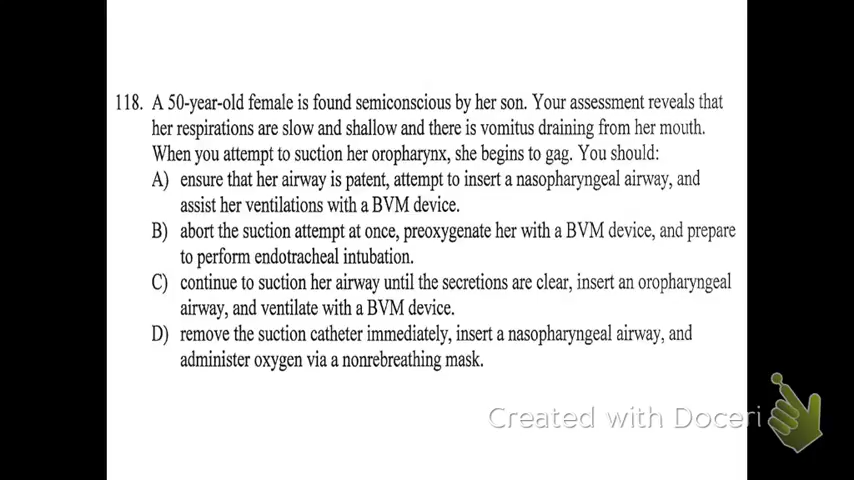 118. A 50-year-old female is found semiconscious by her son. Your assessment reveals that
her respirations are slow and shallow and there is vomitus draining from her mouth.
When you attempt to suction her oropharynx, she begins to gag. You should:
A) ensure that her airway is patent, attempt to insert a nasopharyngeal airway, and
assist her ventilations with a BVM device.
B) abort the suction attempt at once, preoxygenate her with a BVM device, and prepare
to perform endotracheal intubation.
C) continue to suction her airway until the secretions are clear, insert an oropharyngeal
airway, and ventilate with a BVM device.
D) remove the suction catheter immediately, insert a nasopharyngeal airway, and
administer oxygen via a nonrebreathing mask.
Created with Doceri